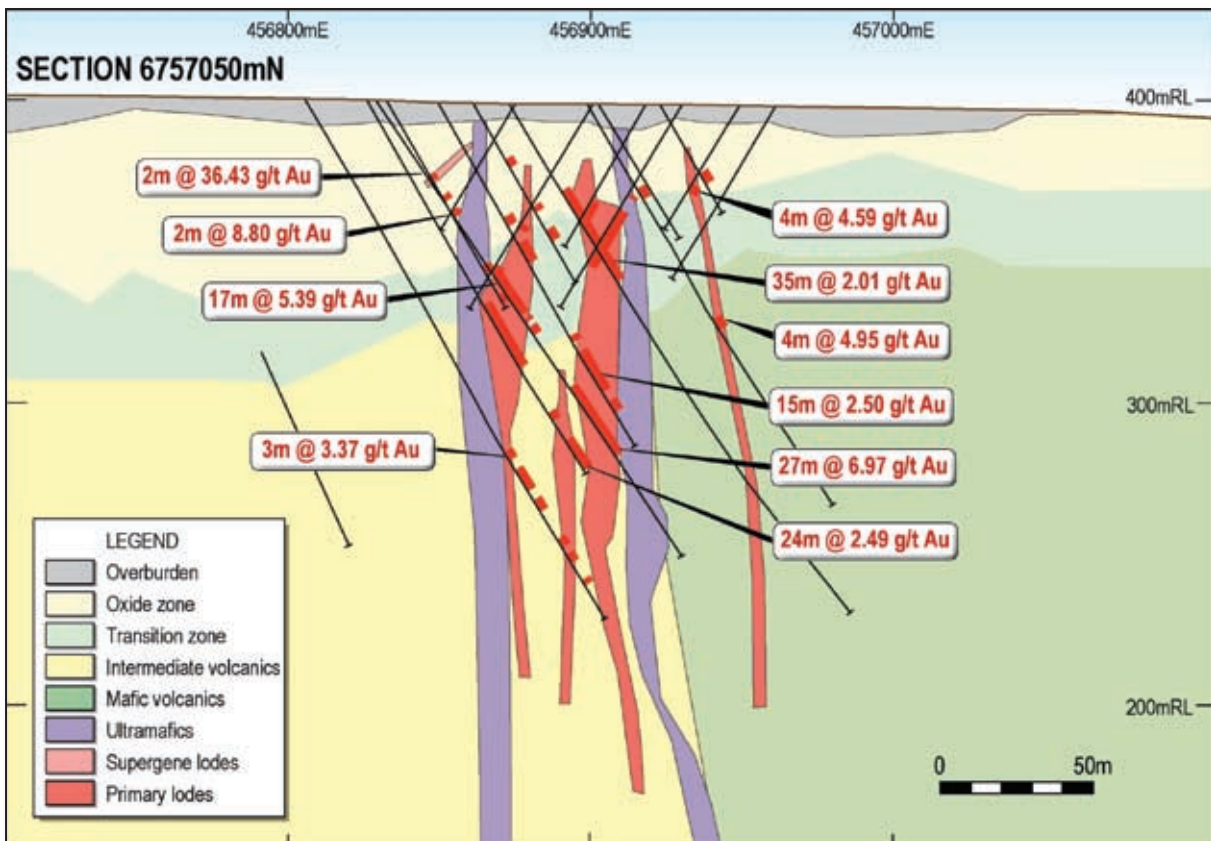 456800mE
456900mE
457000mE
SECTION 6757050mN
400mRL
2m @ 36.43 g/t Au
2m @ 8.80 g/t Au
17m @ 5.39 g/t Au
3m @ 3.37 g/t Au
4m @ 4.59 g/t Au
35m @ 2.01 g/t Au
4m @ 4.95 g/t Au
15m @ 2.50 g/t Au
300mRL
27m @ 6.97 g/t Au
24m @ 2.49 g/t Au
LEGEND
Overburden
Oxide zone
Transition zone
Intermediate volcanics
Mafic volcanics
Ultramafics
Supergene lodes
Primary lodes
200mRL
0 50m